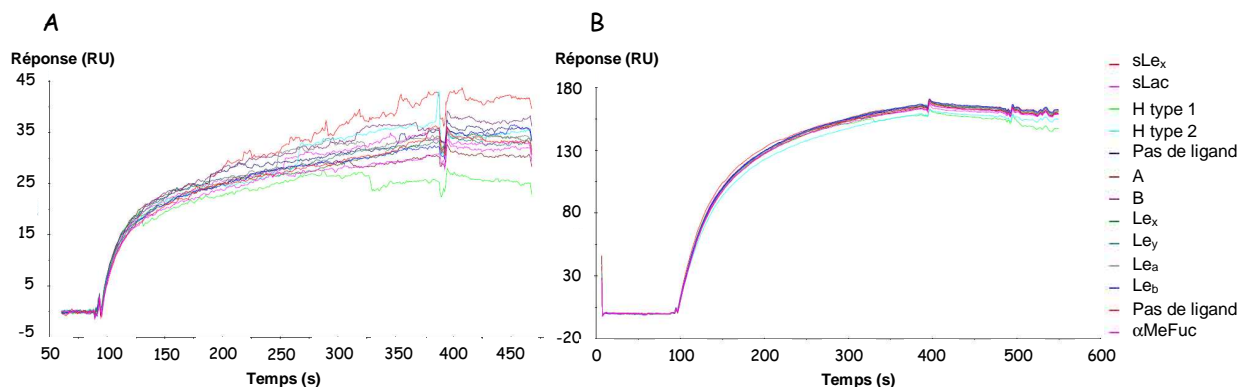 A
Réponse (RU)
45
35
25
15
5
-5
50 100 150 200 250 300 350 400 450
Temps (s)
B
Réponse (RU)
180
130
80
30
-20
0 100 200 300 400 500 600
Temps (s)
sLex
sLac
H type 1
H type 2
Pas de ligand
A
B
Lex
Ley
Lea
Leb
Pas de ligand
αMeFuc